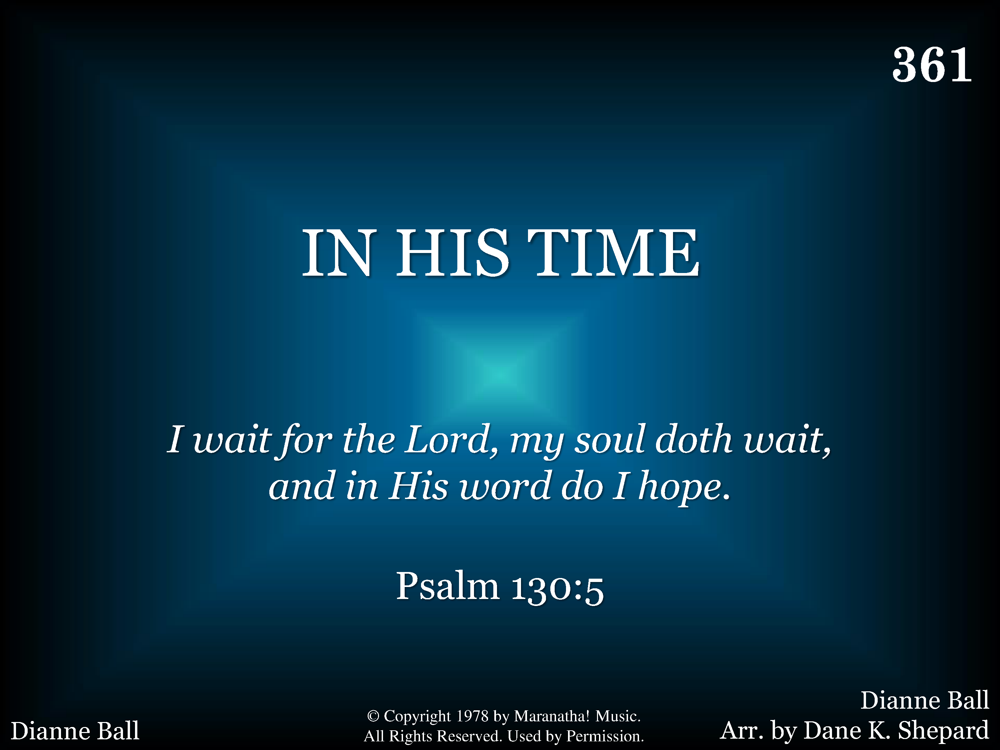 361
IN HIS TIME
I wait for the Lord, my soul doth wait,
and in His word do I hope.
Psalm 130:5
Dianne Ball
© Copyright 1978 by Maranatha! Music.
All Rights Reserved. Used by Permission.
Dianne Ball
Arr. by Dane K. Shepard